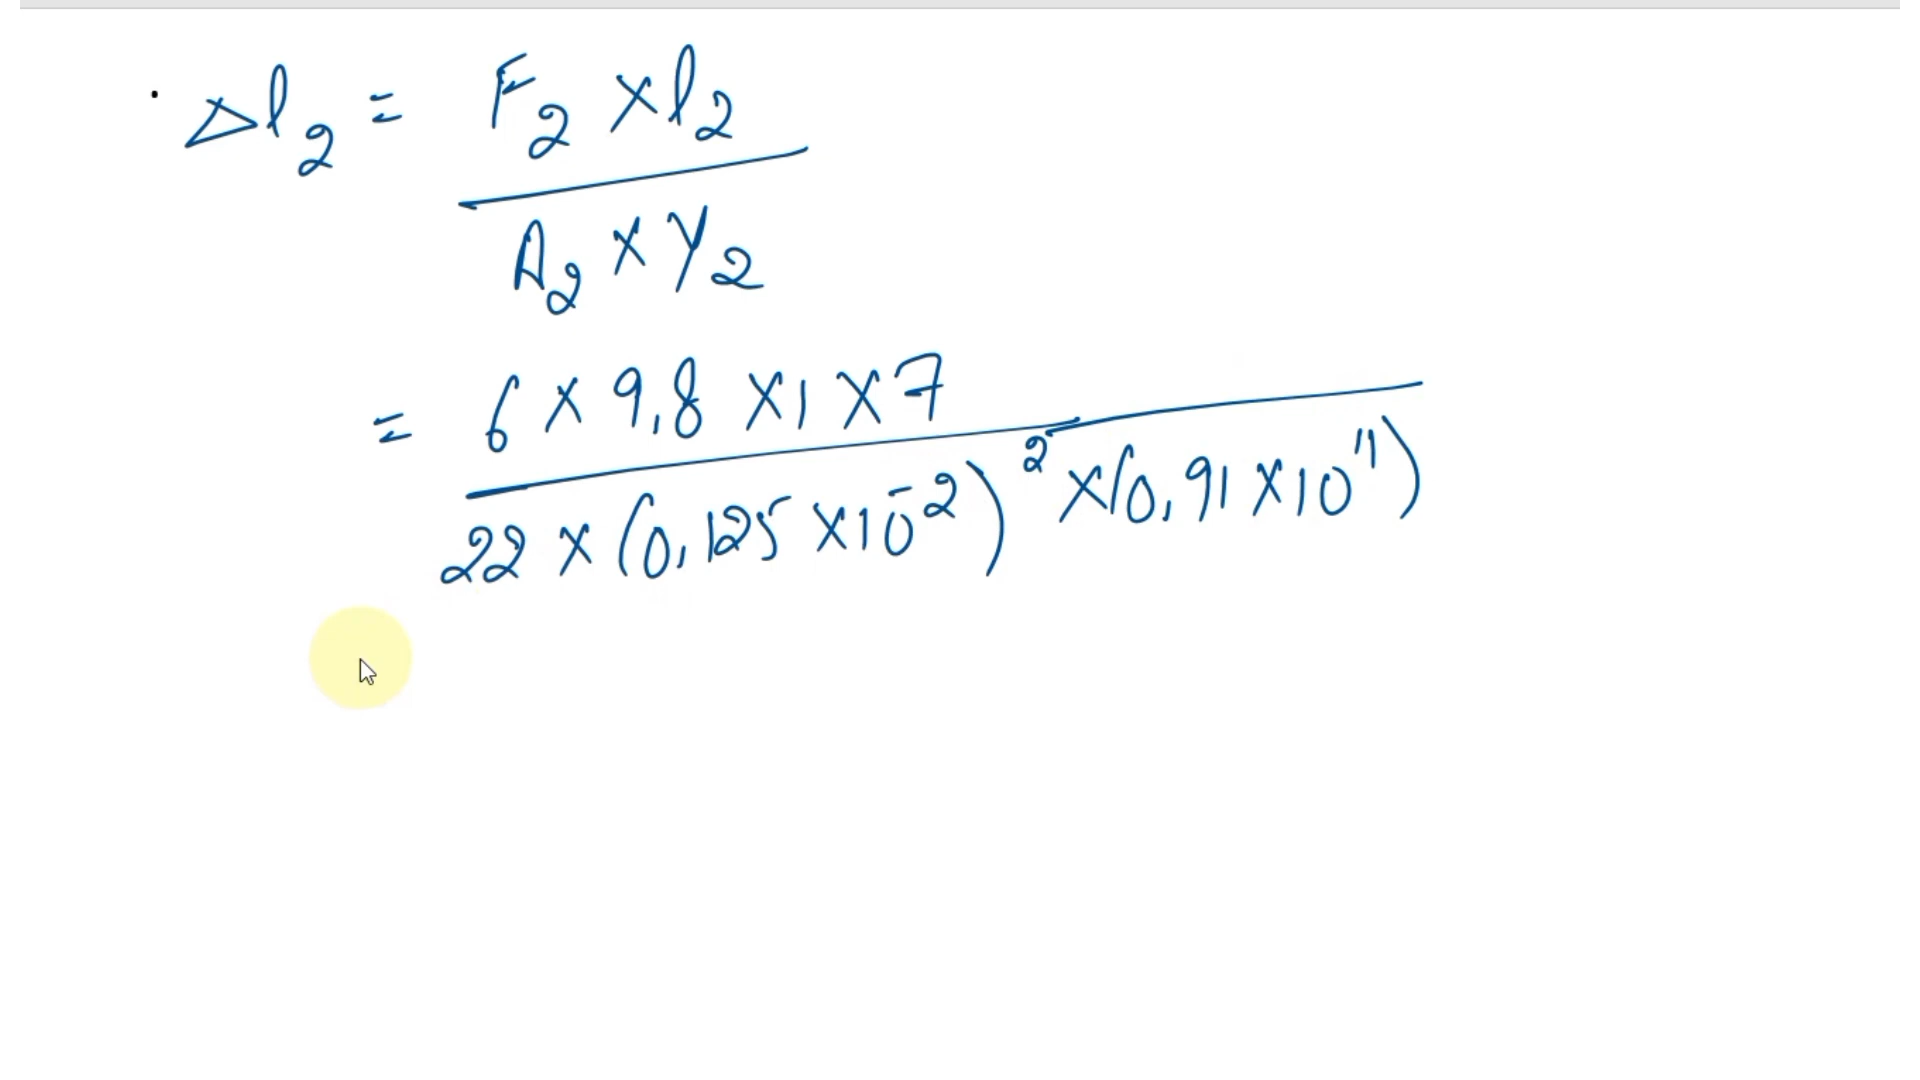 Δl₂ = F₂ × l₂
A₂ × Y₂
= 6 × 9,8 × 1 × 7
22 × (0,125 × 10⁻²)² × (0,91 × 10¹¹)